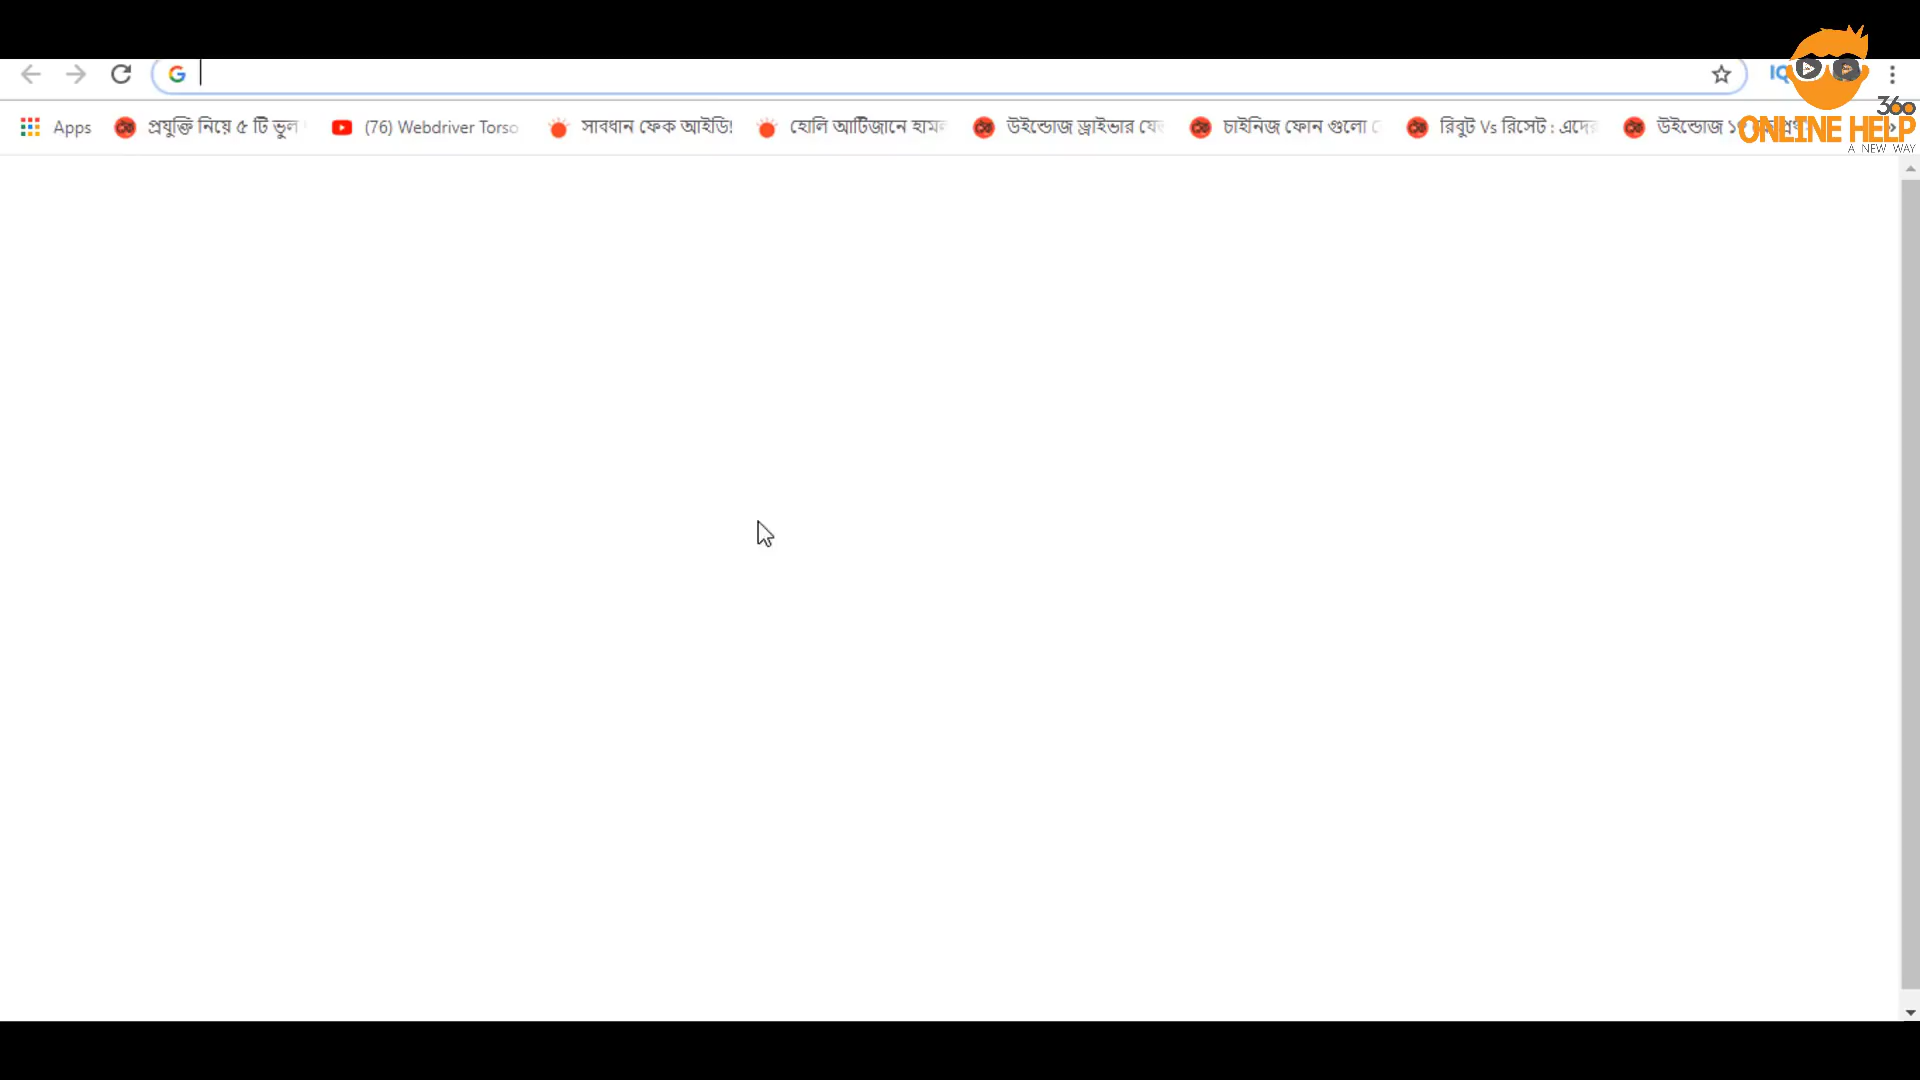 360
ONLINE HELP
A NEW WAY
Apps
প্রযুক্তি নিয়ে ৫ টি ভুল
(76) Webdriver Torso
সাবধান ফেক আইডি!
হোলি আর্টিজানে
উইন্ডোজ ড্রাইভার
চাইনিজ ফোন গুলো
রিবুট Vs রিসেট :
উইন্ডোজ